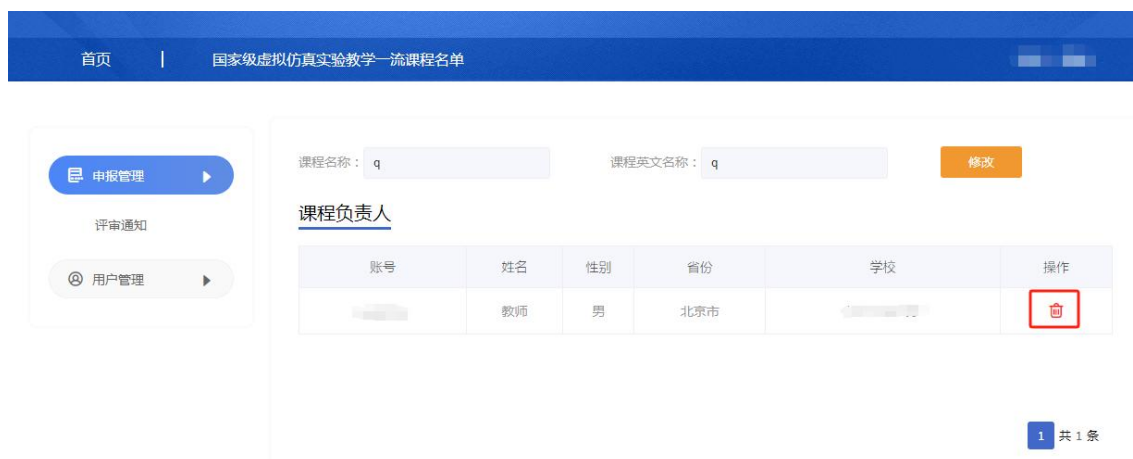 首页 | 国家级虚拟仿真实验教学一流课程名单
申报管理
评审通知
用户管理
课程名称： q 课程英文名称： q 修改
课程负责人
账号 姓名 性别 省份 学校 操作
教师 男 北京市
1 共 1 条